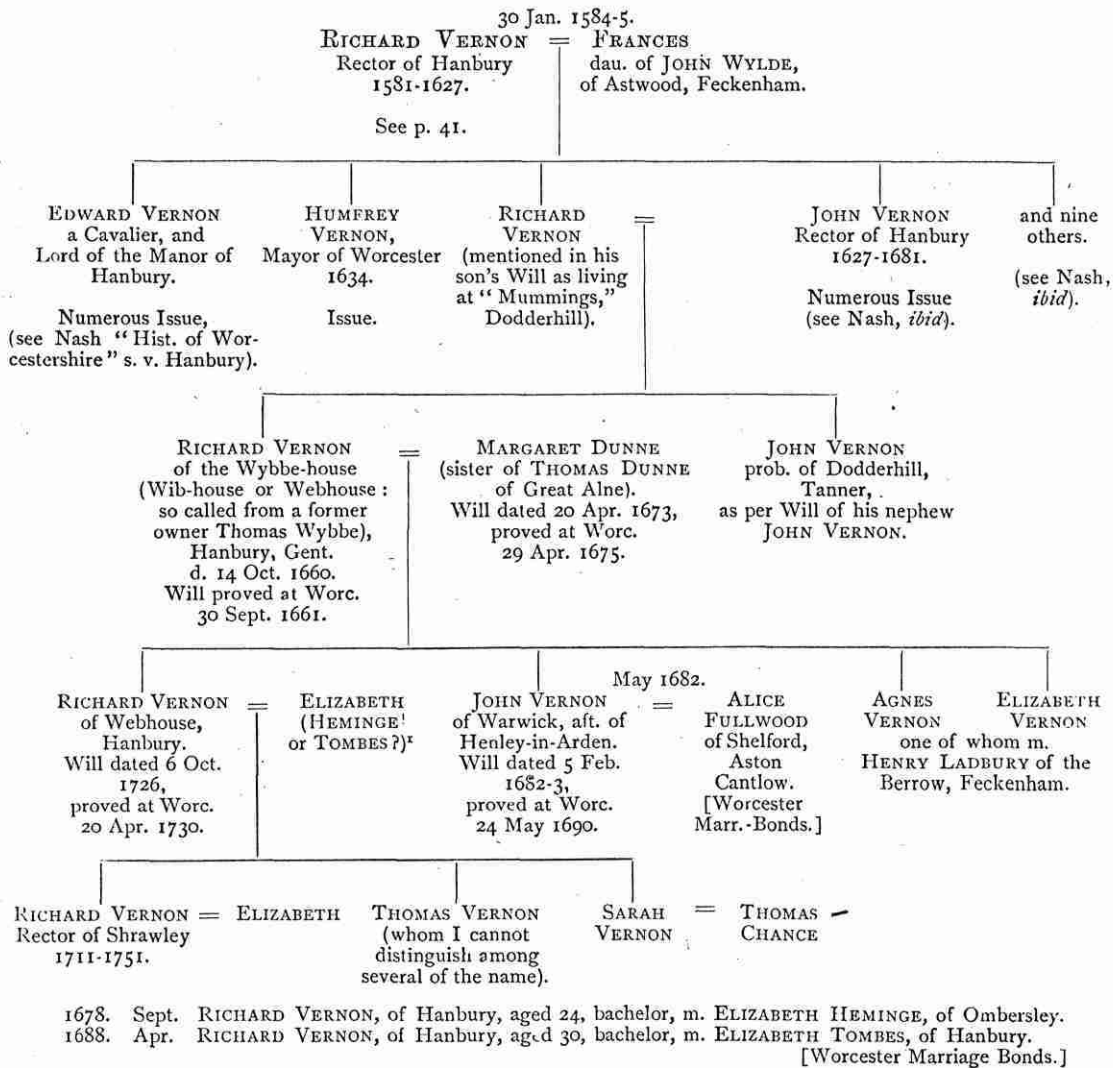 30 Jan. 1584-5.
RICHARD VERNON = FRANCES
Rector of Hanbury dau. of JOHN WYLDE,
1581-1627. of Astwood, Feckenham.
See p. 41.
EDWARD VERNON
a Cavalier, and
Lord of the Manor of
Hanbury.
Numerous Issue,
(see Nash "Hist. of Wor-
cestershire" s. v. Hanbury).
HUMFREY
VERNON,
Mayor of Worcester
1634.
Issue.
RICHARD =
VERNON
(mentioned in his
son's Will as living
at "Mummings,"
Dodderhill).
JOHN VERNON
Rector of Hanbury
1627-1681.
Numerous Issue
(see Nash, ibid).
and nine
others.
(see Nash,
ibid).
RICHARD VERNON =
of the Wybbe-house
(Wib-house or Webhouse :
so called from a former
owner Thomas Wybbe),
Hanbury, Gent.
d. 14 Oct. 1660.
Will proved at Worc.
30 Sept. 1661.
MARGARET DUNNE
(sister of THOMAS DUNNE
of Great Alne).
Will dated 20 Apr. 1673,
proved at Worc.
29 Apr. 1675.
JOHN VERNON
prob. of Dodderhill,
Tanner,
as per Will of his nephew
JOHN VERNON.
RICHARD VERNON =
of Webhouse,
Hanbury.
Will dated 6 Oct.
1726,
proved at Worc.
20 Apr. 1730.
ELIZABETH
(HEMINGE
or TOMBES ?)1
May 1682.
JOHN VERNON =
of Warwick, aft. of
Henley-in-Arden.
Will dated 5 Feb.
1682-3,
proved at Worc.
24 May 1690.
ALICE
FULLWOOD
of Shelford,
Aston
Cantlow.
[Worcester
Marr.-Bonds.]
AGNES ELIZABETH
VERNON VERNON
one of whom m.
HENRY LADBURY of the
Berrow, Feckenham.
RICHARD VERNON = ELIZABETH
Rector of Shrawley
1711-1751.
THOMAS VERNON
(whom I cannot
distinguish among
several of the name).
SARAH = THOMAS
VERNON CHANCE
1678. Sept. RICHARD VERNON, of Hanbury, aged 24, bachelor, m. ELIZABETH HEMINGE, of Ombersley.
1688. Apr. RICHARD VERNON, of Hanbury, aged 30, bachelor, m. ELIZABETH TOMBES, of Hanbury.
[Worcester Marriage Bonds.]